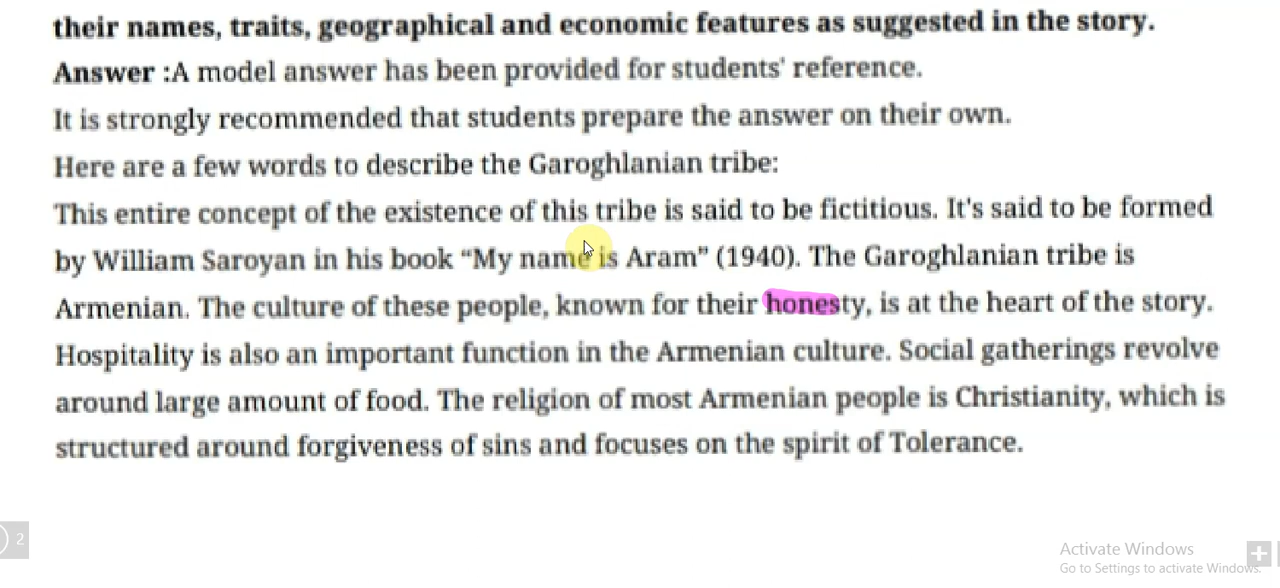 their names, traits, geographical and economic features as suggested in the story.
Answer :A model answer has been provided for students' reference.
It is strongly recommended that students prepare the answer on their own.
Here are a few words to describe the Garoghlanian tribe:
This entire concept of the existence of this tribe is said to be fictitious. It's said to be formed
by William Saroyan in his book “My name is Aram” (1940). The Garoghlanian tribe is
Armenian. The culture of these people, known for their honesty, is at the heart of the story.
Hospitality is also an important function in the Armenian culture. Social gatherings revolve
around large amount of food. The religion of most Armenian people is Christianity, which is
structured around forgiveness of sins and focuses on the spirit of Tolerance.
2
Activate Windows
Go to Settings to activate Windows.